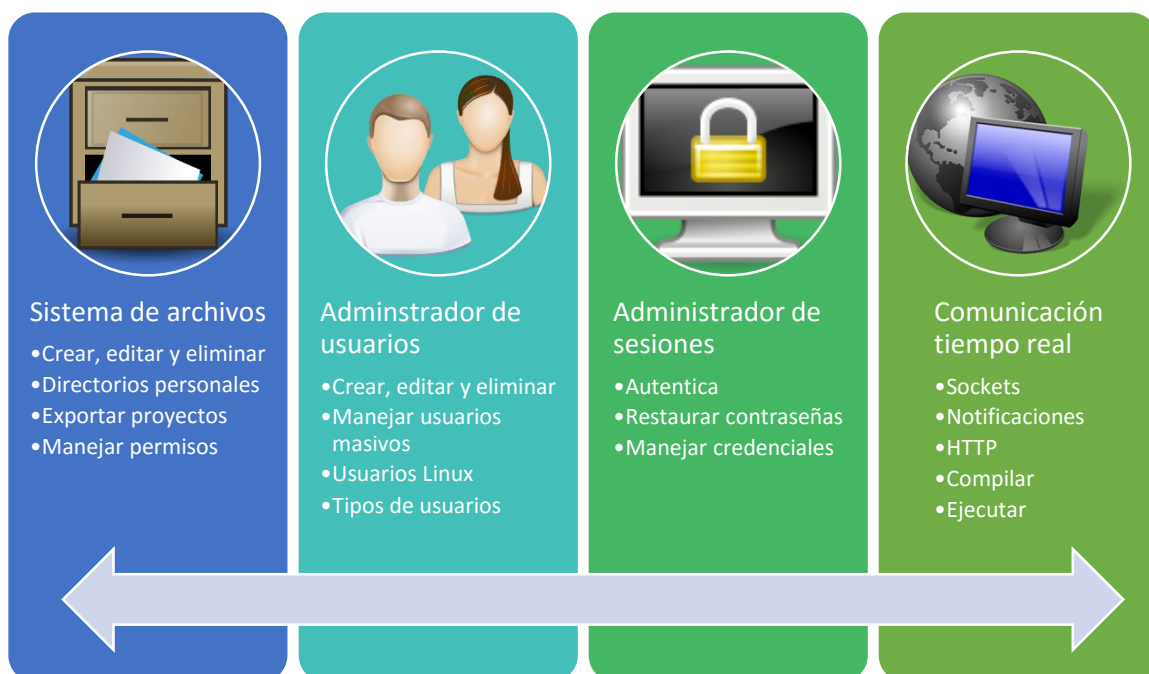 Sistema de archivos
•Crear, editar y eliminar
•Directorios personales
•Exportar proyectos
•Manejar permisos
Adminstrador de
usuarios
•Crear, editar y eliminar
•Manejar usuarios
masivos
•Usuarios Linux
•Tipos de usuarios
Administrador de
sesiones
•Autentica
•Restaurar contraseñas
•Manejar credenciales
Comunicación
tiempo real
•Sockets
•Notificaciones
•HTTP
•Compilar
•Ejecutar